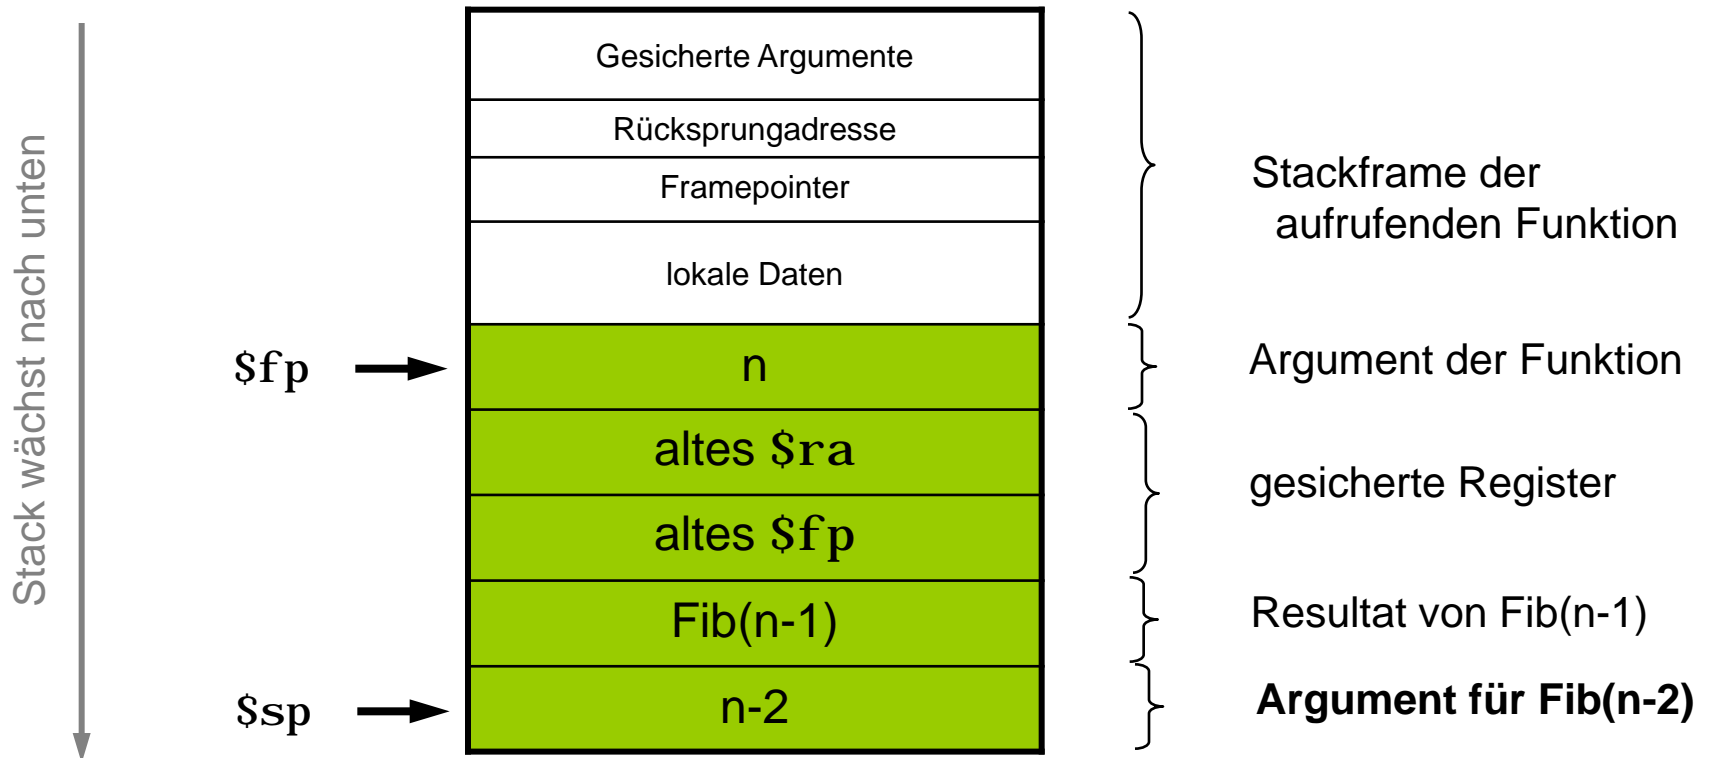 Stack wächst nach unten
Gesicherte Argumente
Rücksprungadresse
Framepointer
lokale Daten
Stackframe der
aufrufenden Funktion
$fp
n
Argument der Funktion
altes $ra
altes $fp
gesicherte Register
Fib(n-1)
Resultat von Fib(n-1)
$sp
n-2
Argument für Fib(n-2)